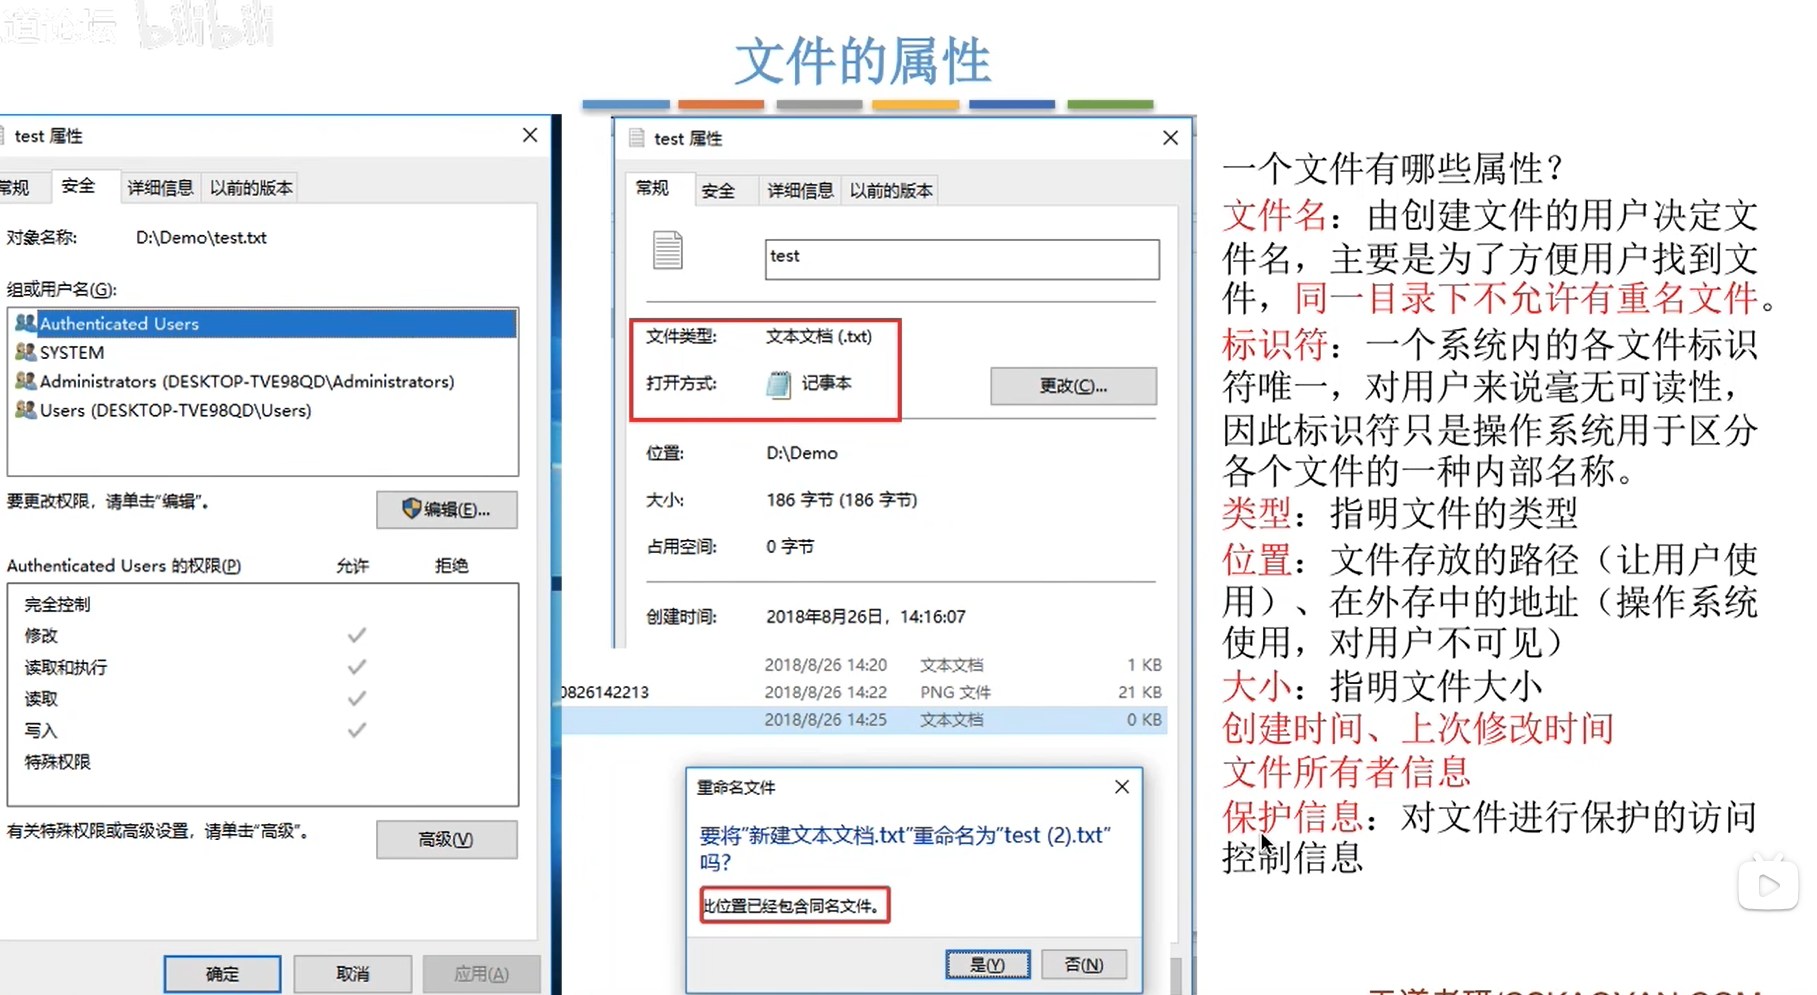 道论坛 bilibili
文件的属性
test 属性
常规 安全 详细信息 以前的版本
对象名称: D:\Demo\test.txt
组或用户名(G):
Authenticated Users
SYSTEM
Administrators (DESKTOP-TVE98QD\Administrators)
Users (DESKTOP-TVE98QD\Users)
要更改权限，请单击"编辑"。
编辑(E)...
Authenticated Users 的权限(P) 允许 拒绝
完全控制
修改
读取和执行
读取
写入
特殊权限
有关特殊权限或高级设置，请单击"高级"。
高级(V)
确定 取消 应用(A)
test 属性
常规 安全 详细信息 以前的版本
test
文件类型: 文本文档 (.txt)
打开方式: 记事本
更改(C)...
位置: D:\Demo
大小: 186 字节 (186 字节)
占用空间: 0 字节
创建时间: 2018年8月26日，14:16:07
2018/8/26 14:20 文本文档 1 KB
0826142213 2018/8/26 14:22 PNG 文件 21 KB
2018/8/26 14:25 文本文档 0 KB
重命名文件
要将"新建文本文档.txt"重命名为"test (2).txt"
吗?
此位置已经包含同名文件。
是(Y) 否(N)
一个文件有哪些属性？
文件名：由创建文件的用户决定文
件名，主要是为了方便用户找到文
件，同一目录下不允许有重名文件。
标识符：一个系统内的各文件标识
符唯一，对用户来说毫无可读性，
因此标识符只是操作系统用于区分
各个文件的一种内部名称。
类型：指明文件的类型
位置：文件存放的路径（让用户使
用）、在外存中的地址（操作系统
使用，对用户不可见）
大小：指明文件大小
创建时间、上次修改时间
文件所有者信息
保护信息：对文件进行保护的访问
控制信息